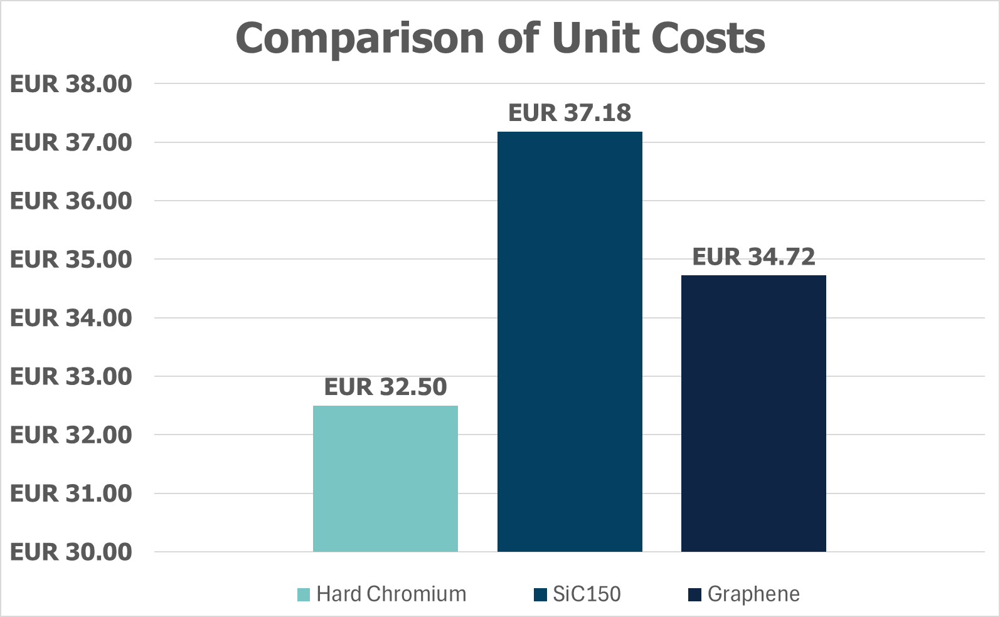 Comparison of Unit Costs
EUR 38.00
EUR 37.18
EUR 37.00
EUR 36.00
EUR 35.00
EUR 34.72
EUR 34.00
EUR 33.00
EUR 32.50
EUR 32.00
EUR 31.00
EUR 30.00
Hard Chromium SiC150 Graphene